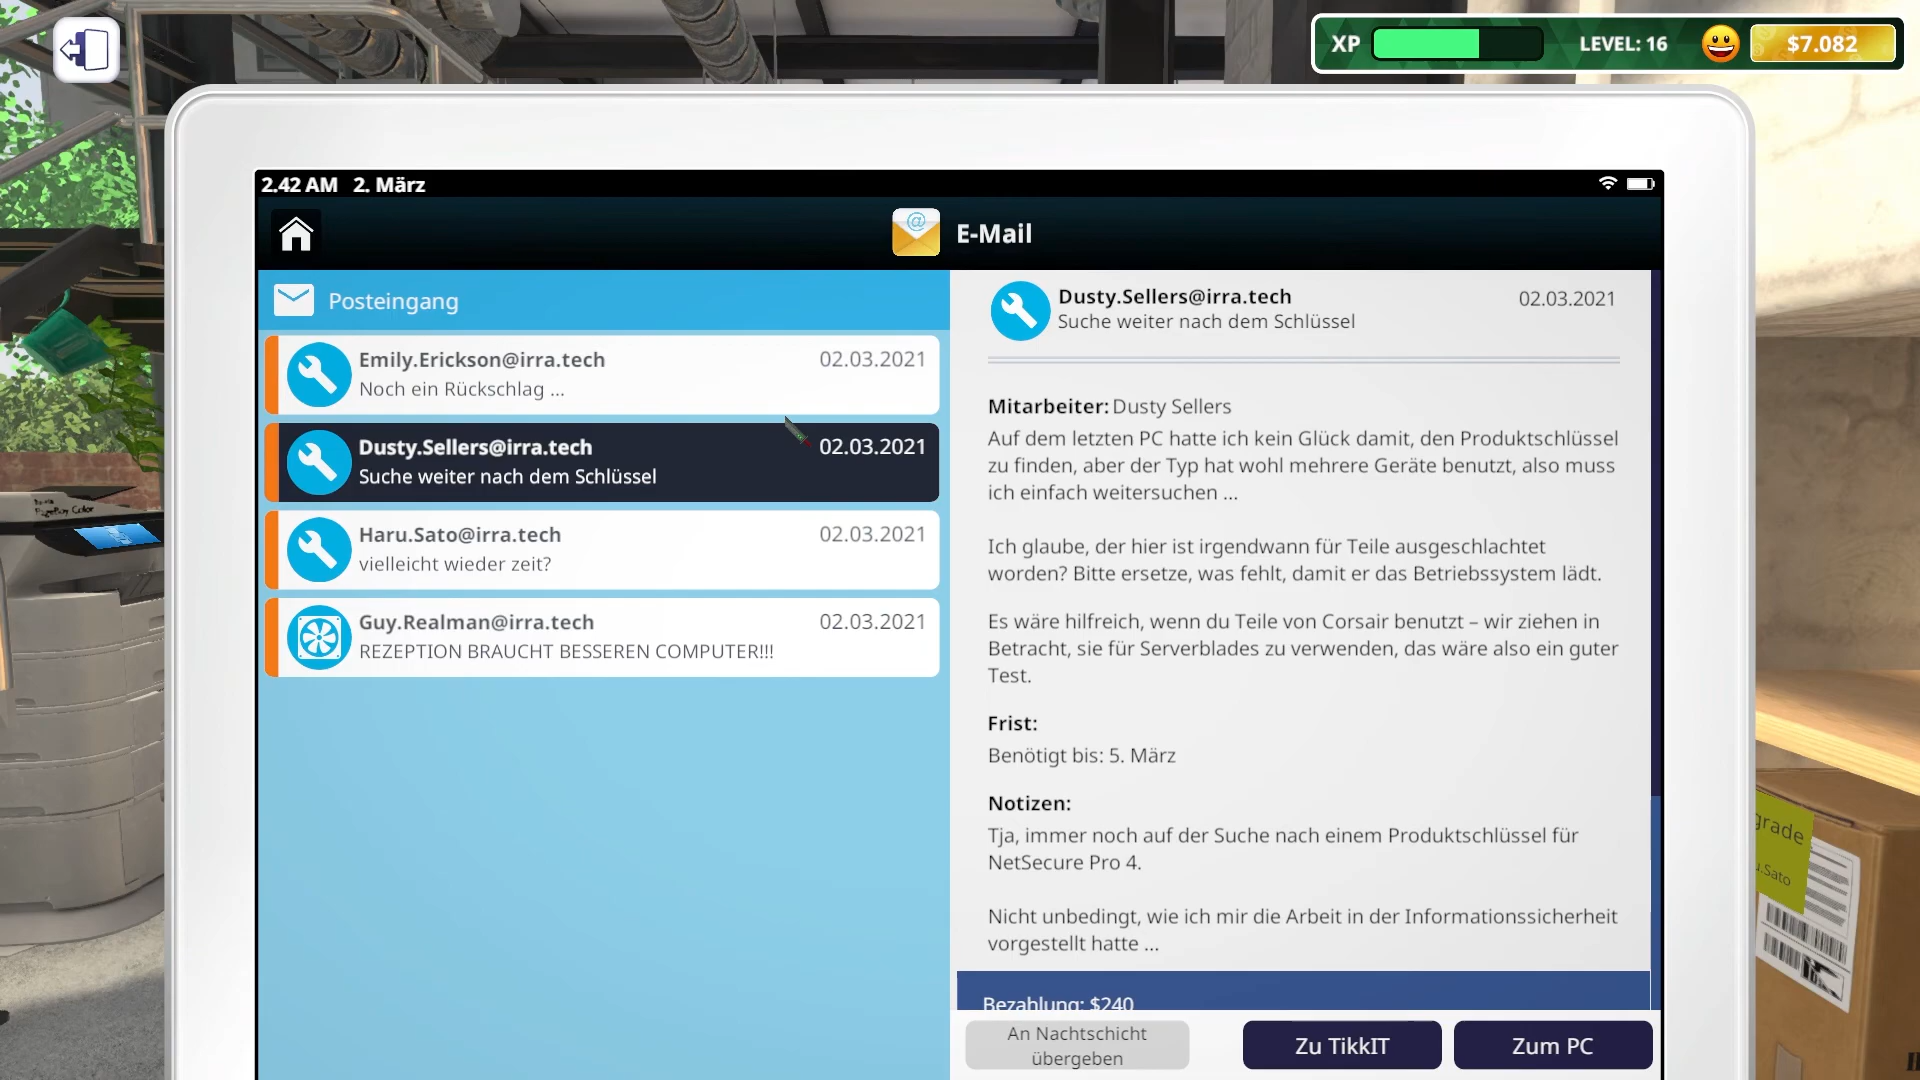 XP
LEVEL: 16
$7.082
2.42 AM 2. März
E-Mail
Posteingang
Emily.Erickson@irra.tech
02.03.2021
Noch ein Rückschlag ...
Dusty.Sellers@irra.tech
02.03.2021
Suche weiter nach dem Schlüssel
Haru.Sato@irra.tech
02.03.2021
vielleicht wieder zeit?
Guy.Realman@irra.tech
02.03.2021
REZEPTION BRAUCHT BESSEREN COMPUTER!!!
Dusty.Sellers@irra.tech
02.03.2021
Suche weiter nach dem Schlüssel
Mitarbeiter: Dusty Sellers
Auf dem letzten PC hatte ich kein Glück damit, den Produktschlüssel
zu finden, aber der Typ hat wohl mehrere Geräte benutzt, also muss
ich einfach weitersuchen ...
Ich glaube, der hier ist irgendwann für Teile ausgeschlachtet
worden? Bitte ersetze, was fehlt, damit er das Betriebssystem lädt.
Es wäre hilfreich, wenn du Teile von Corsair benutzt – wir ziehen in
Betracht, sie für Serverblades zu verwenden, das wäre also ein guter
Test.
Frist:
Benötigt bis: 5. März
Notizen:
Tja, immer noch auf der Suche nach einem Produktschlüssel für
NetSecure Pro 4.
Nicht unbedingt, wie ich mir die Arbeit in der Informationssicherheit
vorgestellt hatte ...
Bezahlung: $240
An Nachtschicht
übergeben
Zu TikkIT
Zum PC
grade
u.Sato